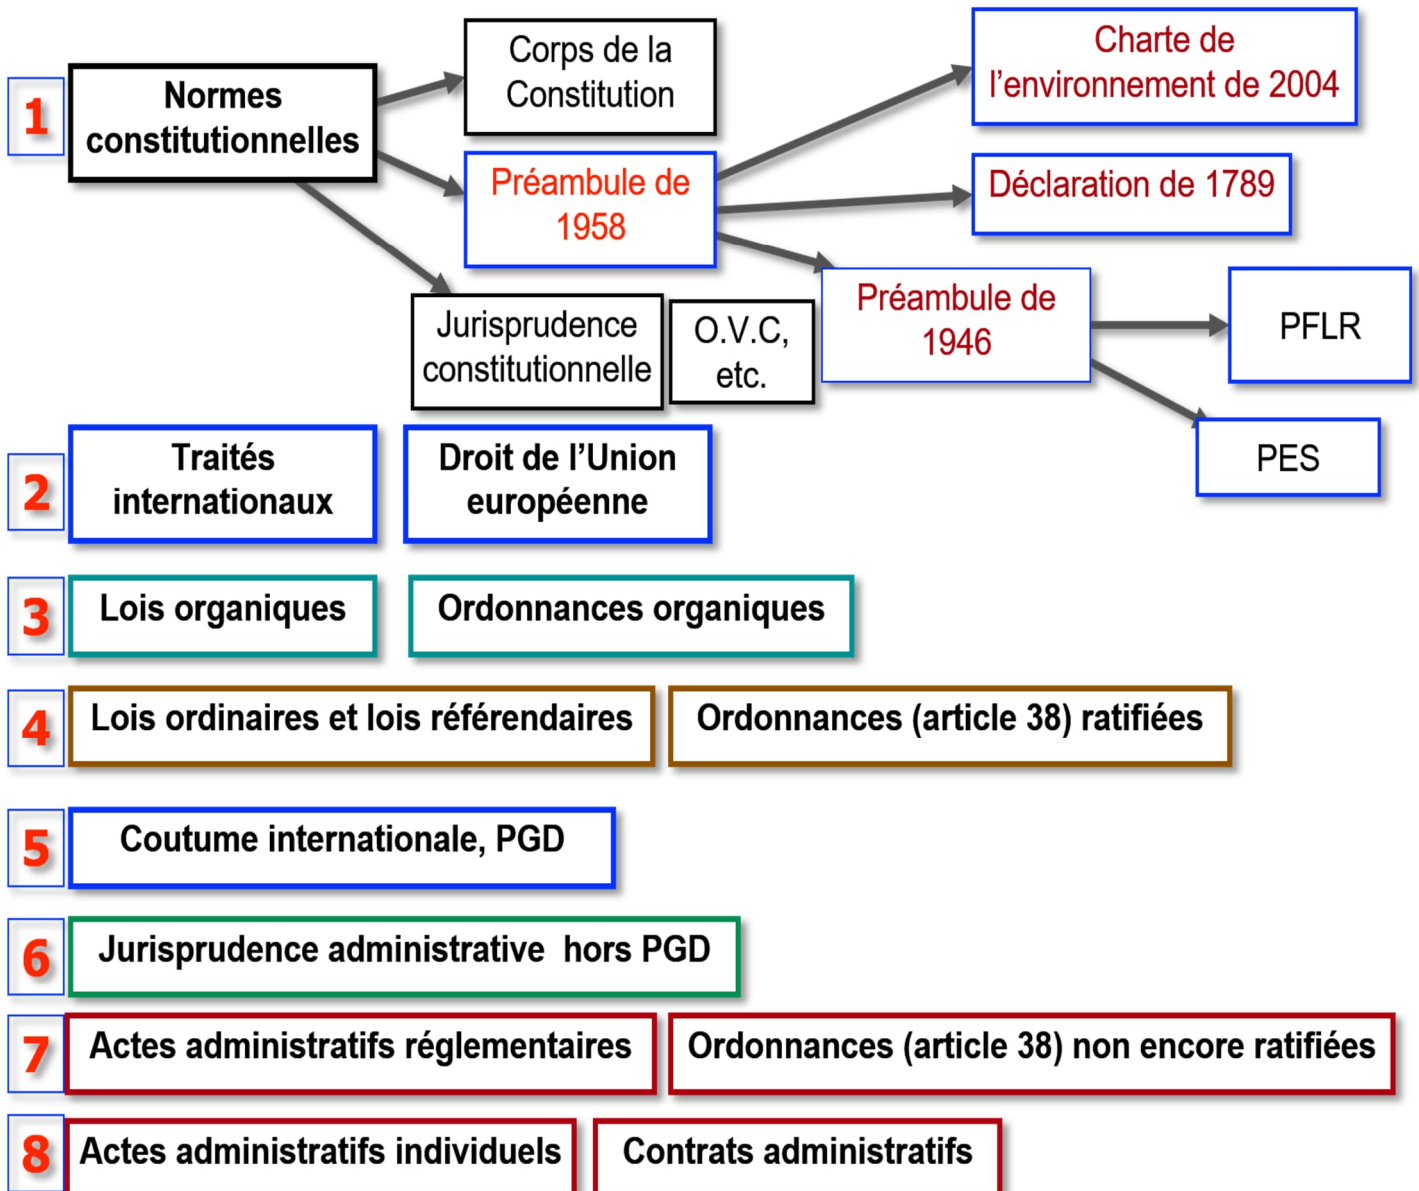 1
Normes
constitutionnelles
Corps de la
Constitution
Préambule de
1958
Charte de
l’environnement de 2004
Déclaration de 1789
Jurisprudence
constitutionnelle
O.V.C,
etc.
Préambule de
1946
PFLR
PES
2
Traités
internationaux
Droit de l’Union
européenne
3
Lois organiques
Ordonnances organiques
4
Lois ordinaires et lois référendaires
Ordonnances (article 38) ratifiées
5
Coutume internationale, PGD
6
Jurisprudence administrative hors PGD
7
Actes administratifs réglementaires
Ordonnances (article 38) non encore ratifiées
8
Actes administratifs individuels
Contrats administratifs